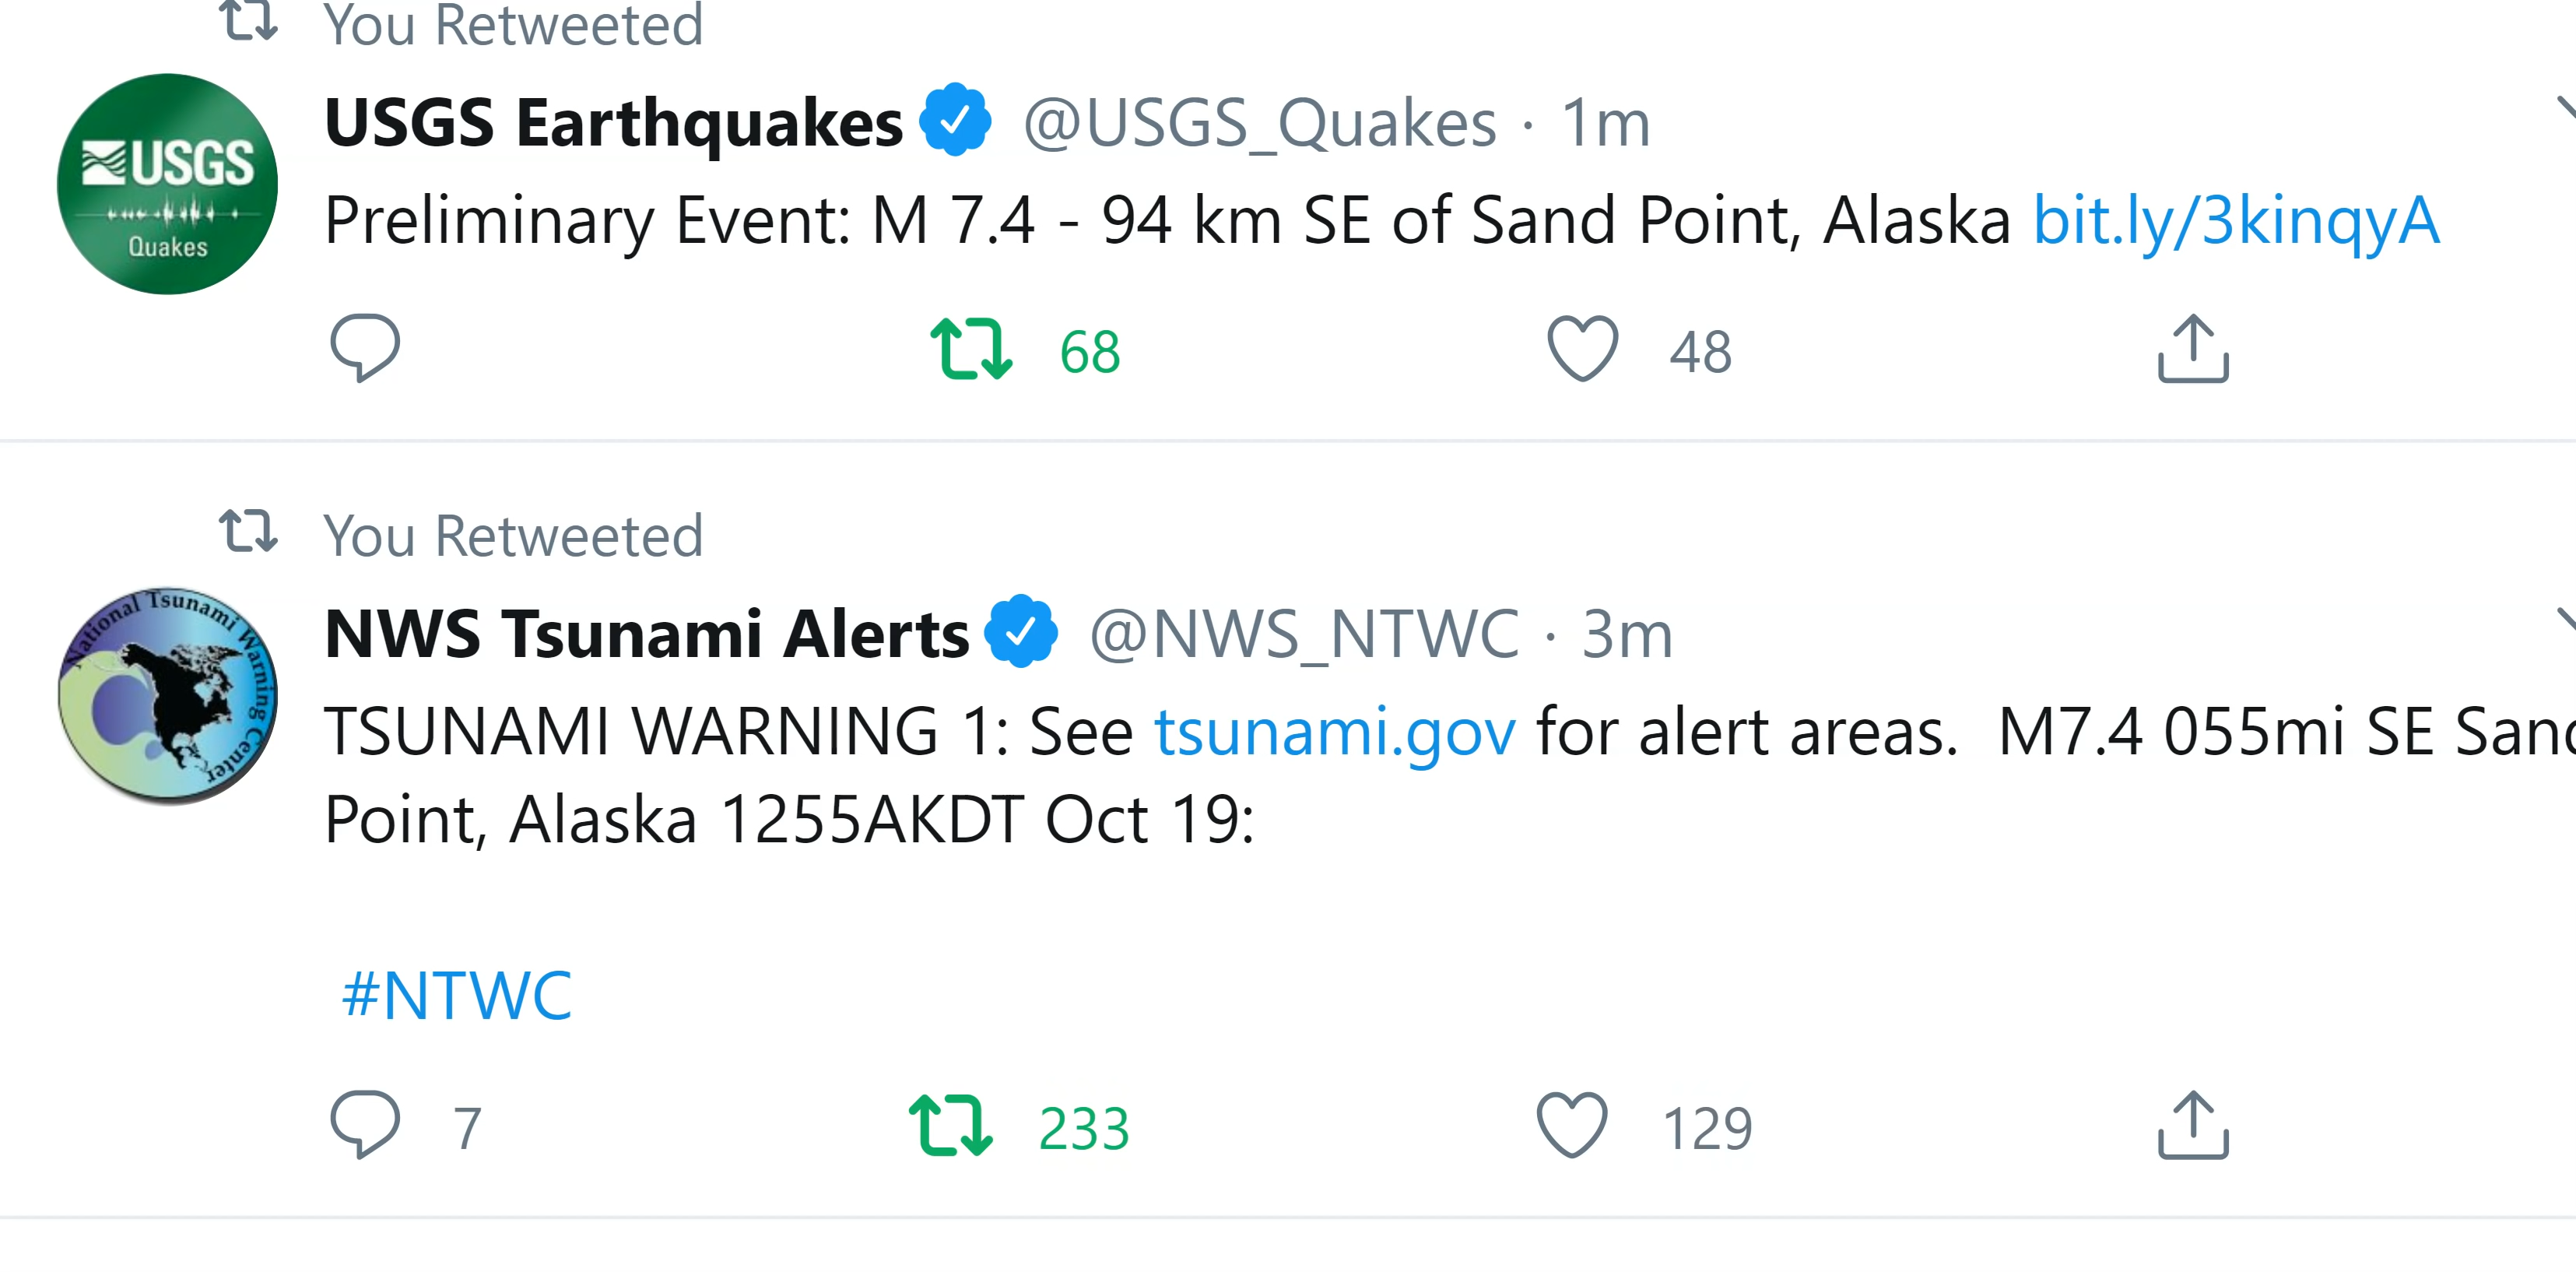 You Retweeted
USGS Earthquakes @USGS_Quakes · 1m
USGS
Quakes
Preliminary Event: M 7.4 - 94 km SE of Sand Point, Alaska bit.ly/3kinqyA
68 48
You Retweeted
National Tsunami Warning Center
NWS Tsunami Alerts @NWS_NTWC · 3m
TSUNAMI WARNING 1: See tsunami.gov for alert areas.  M7.4 055mi SE Sand
Point, Alaska 1255AKDT Oct 19:
#NTWC
7 233 129